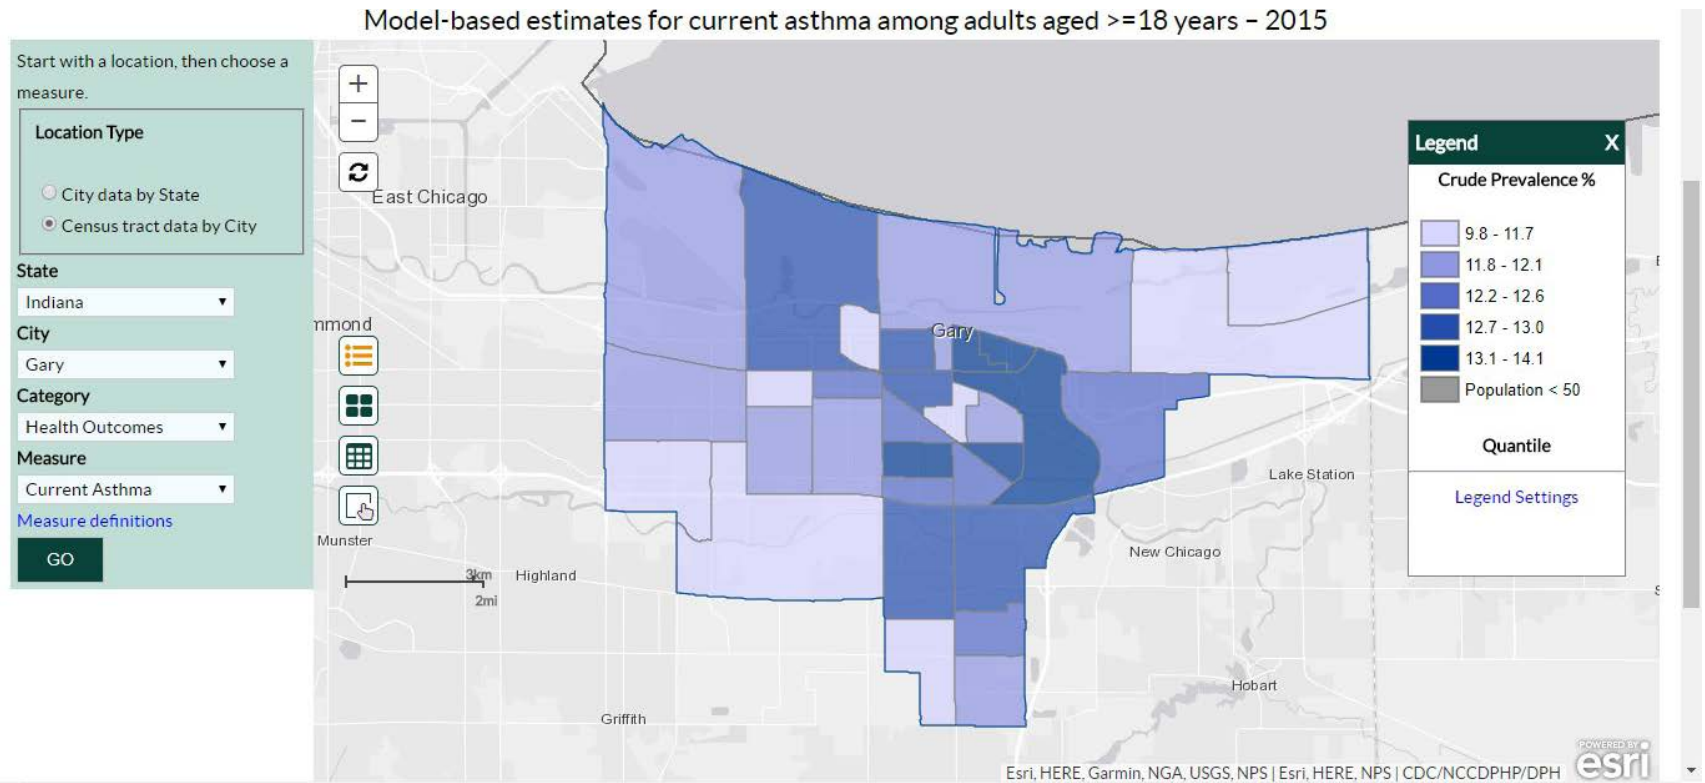 Model-based estimates for current asthma among adults aged >=18 years – 2015
Start with a location, then choose a
measure.
Location Type
City data by State
Census tract data by City
State
Indiana
City
Gary
Category
Health Outcomes
Measure
Current Asthma
Measure definitions
GO
+
−
East Chicago
mmond
Gary
Munster
Highland
3km
2mi
Griffith
Lake Station
New Chicago
Hobart
Legend X
Crude Prevalence %
9.8 - 11.7
11.8 - 12.1
12.2 - 12.6
12.7 - 13.0
13.1 - 14.1
Population < 50
Quantile
Legend Settings
POWERED BY
esri
Esri, HERE, Garmin, NGA, USGS, NPS | Esri, HERE, NPS | CDC/NCCDPHP/DPH